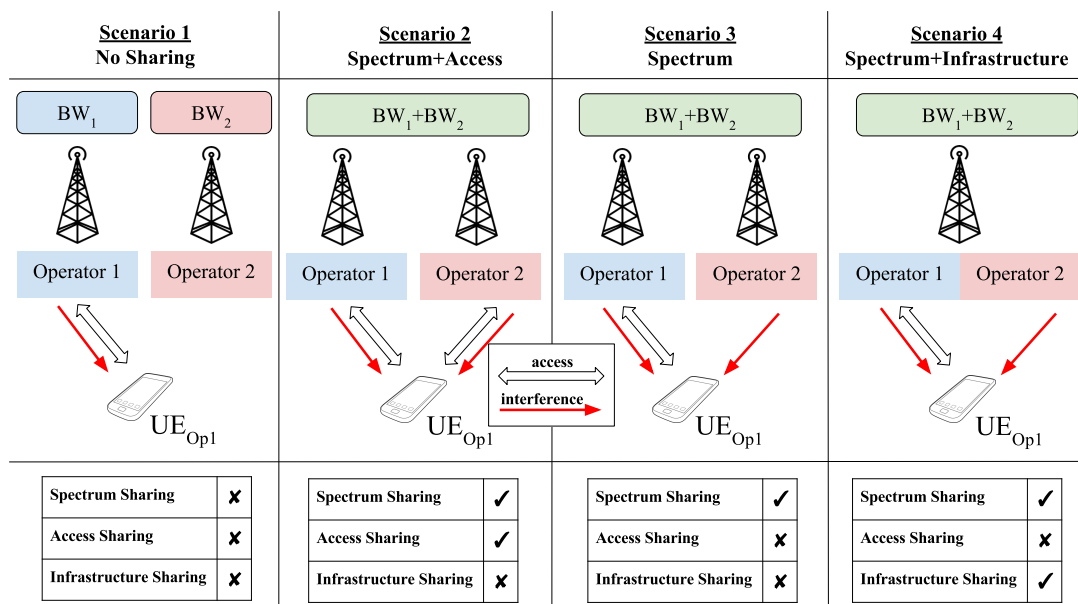 Scenario 1
No Sharing
BW1
BW2
Operator 1
Operator 2
UEOp1
Spectrum Sharing ✘
Access Sharing ✘
Infrastructure Sharing ✘
Scenario 2
Spectrum+Access
BW1+BW2
Operator 1
Operator 2
UEOp1
Spectrum Sharing ✓
Access Sharing ✓
Infrastructure Sharing ✘
access
interference
Scenario 3
Spectrum
BW1+BW2
Operator 1
Operator 2
UEOp1
Spectrum Sharing ✓
Access Sharing ✘
Infrastructure Sharing ✘
Scenario 4
Spectrum+Infrastructure
BW1+BW2
Operator 1
Operator 2
UEOp1
Spectrum Sharing ✓
Access Sharing ✘
Infrastructure Sharing ✓